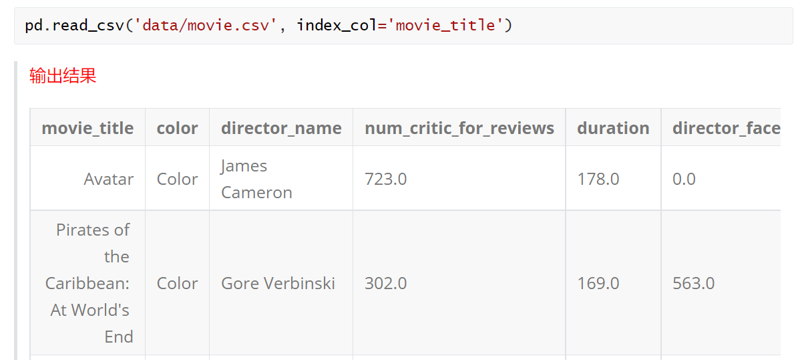 pd.read_csv('data/movie.csv', index_col='movie_title')
输出结果
movie_title color director_name num_critic_for_reviews duration director_face
Avatar Color James Cameron 723.0 178.0 0.0
Pirates of the Caribbean: At World's End Color Gore Verbinski 302.0 169.0 563.0